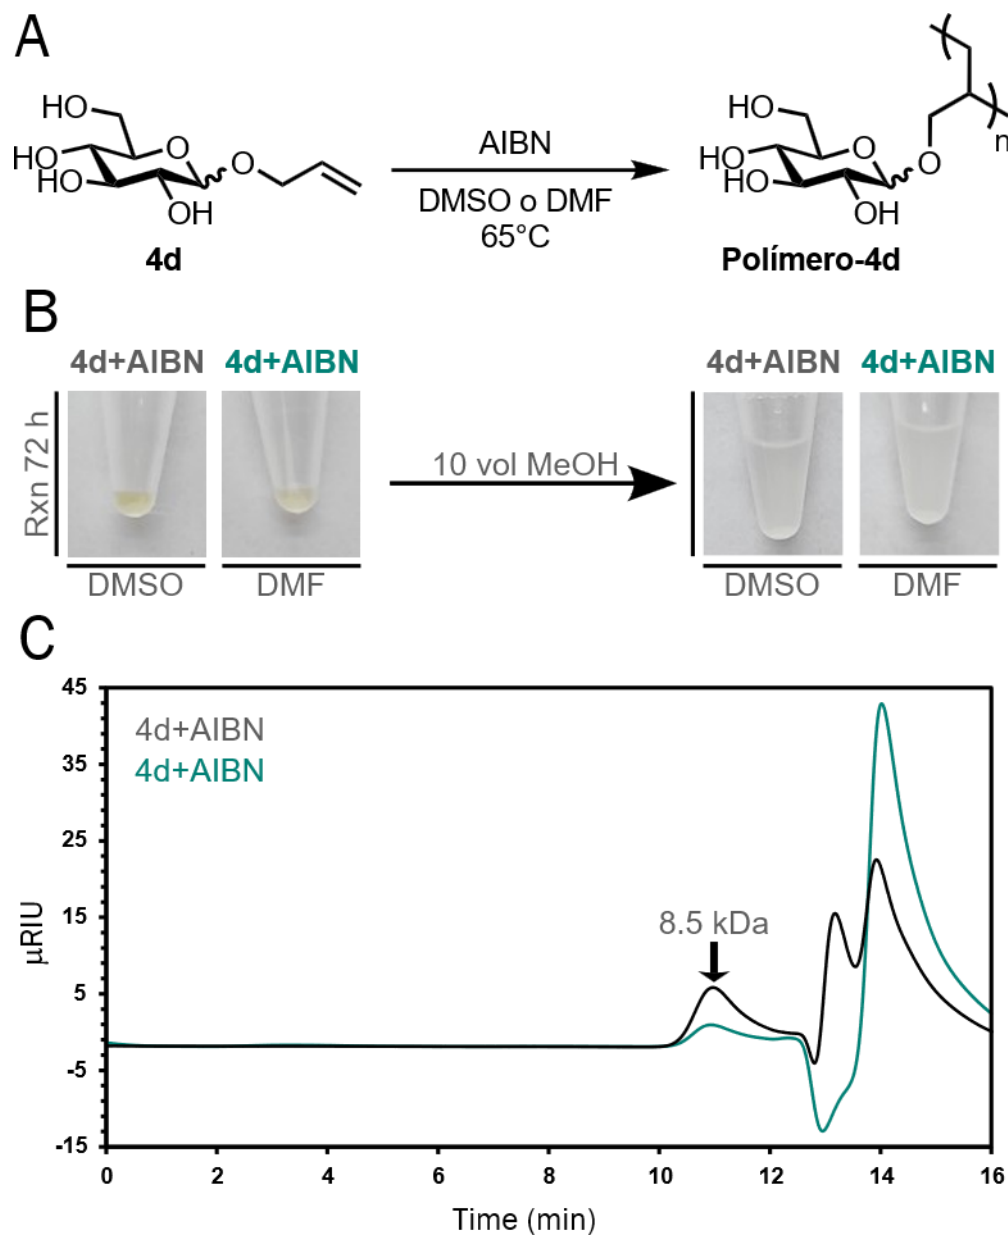 A
HO
HO
HO
OH
O
O
4d
AIBN
DMSO o DMF
65°C
HO
HO
HO
OH
O
O
n
Polímero-4d
B
4d+AIBN 4d+AIBN
4d+AIBN 4d+AIBN
Rxn 72 h
10 vol MeOH
DMSO DMF
DMSO DMF
C
4d+AIBN
4d+AIBN
8.5 kDa
45
35
25
15
5
-5
-15
µRIU
0 2 4 6 8 10 12 14 16
Time (min)